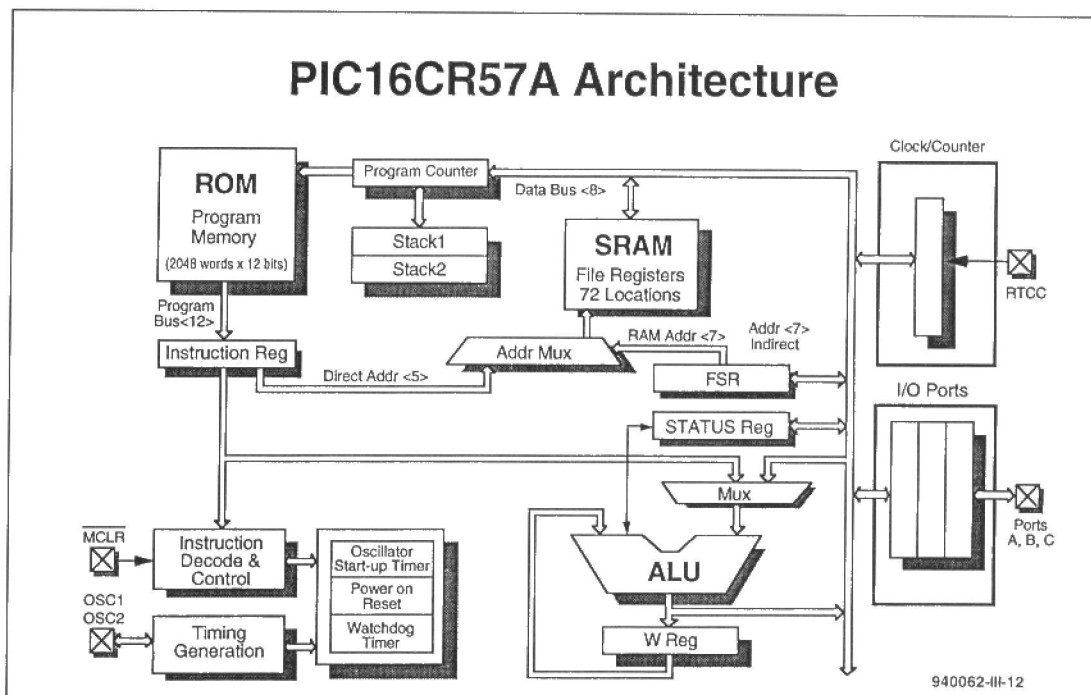 PIC16CR57A Architecture
Clock/Counter
ROM
Program
Memory
(2048 words x 12 bits)
Program Counter
Data Bus <8>
Stack1
Stack2
SRAM
File Registers
72 Locations
RTCC
Program
Bus<12>
Instruction Reg
Direct Addr <5>
Addr Mux
RAM Addr <7>
Addr <7>
Indirect
FSR
I/O Ports
STATUS Reg
Mux
Ports
A, B, C
MCLR
Instruction
Decode &
Control
Oscillator
Start-up Timer
Power on
Reset
Watchdog
Timer
ALU
OSC1
OSC2
Timing
Generation
W Reg
940062-III-12